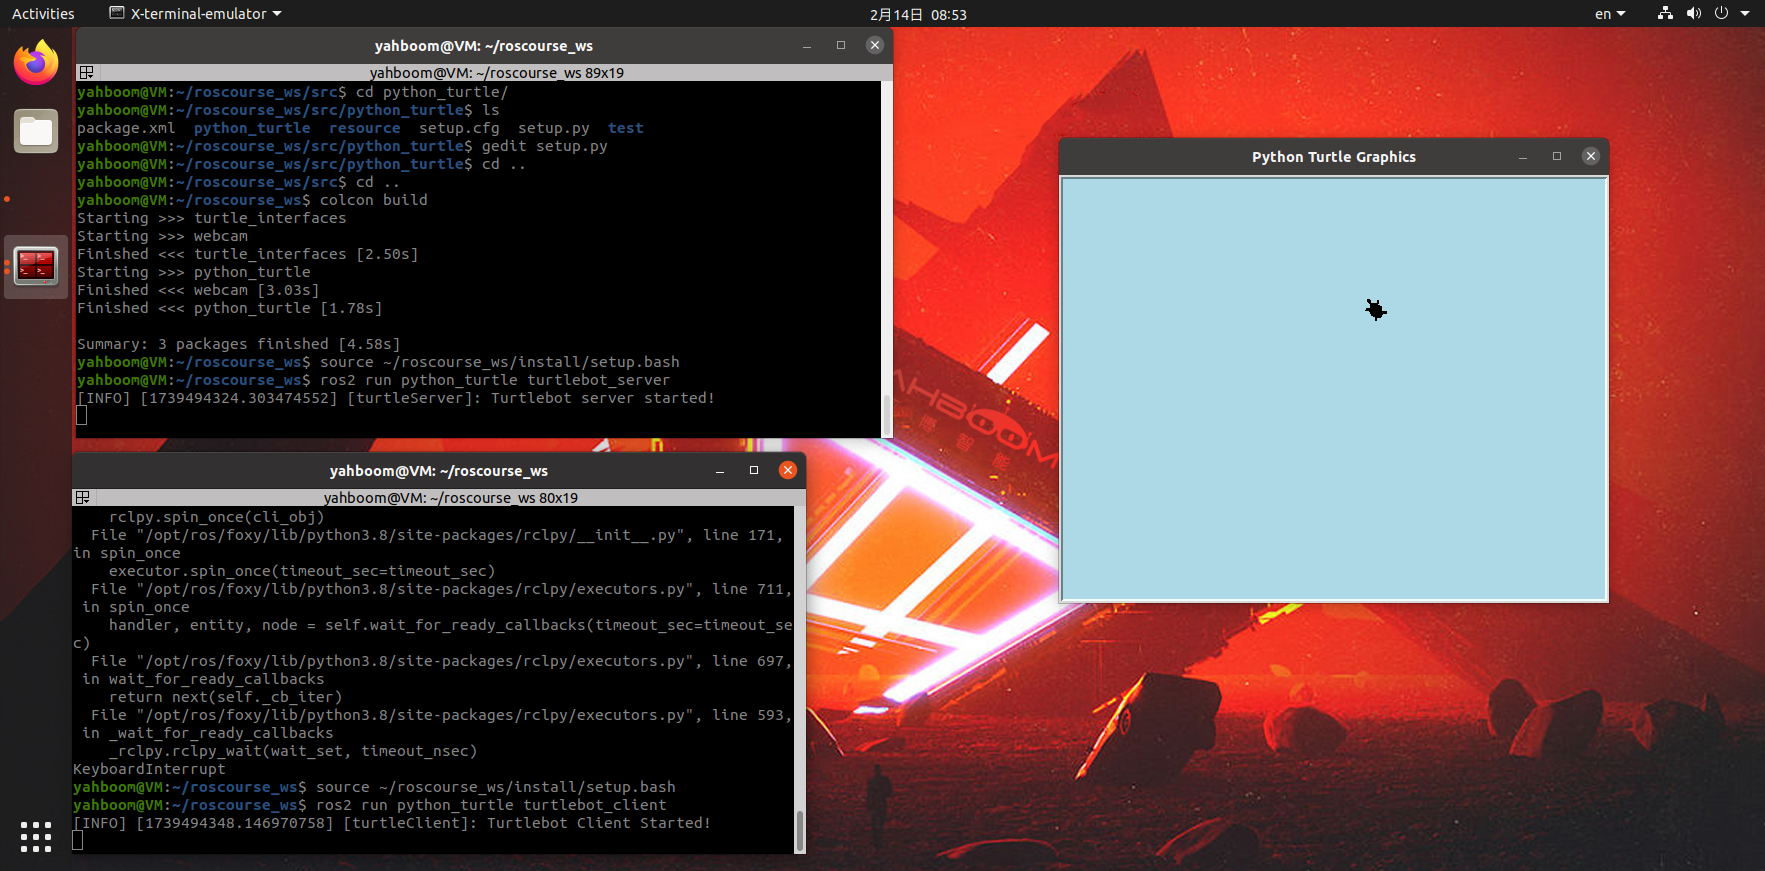 Activities
X-terminal-emulator
2月14日 08:53
en
yahboom@VM: ~/roscourse_ws
yahboom@VM: ~/roscourse_ws 89x19
yahboom@VM:~/roscourse_ws/src$ cd python_turtle/
yahboom@VM:~/roscourse_ws/src/python_turtle$ ls
package.xml  python_turtle  resource  setup.cfg  setup.py  test
yahboom@VM:~/roscourse_ws/src/python_turtle$ gedit setup.py
yahboom@VM:~/roscourse_ws/src/python_turtle$ cd ..
yahboom@VM:~/roscourse_ws/src$ cd ..
yahboom@VM:~/roscourse_ws$ colcon build
Starting >>> turtle_interfaces
Starting >>> webcam
Finished <<< turtle_interfaces [2.50s]
Starting >>> python_turtle
Finished <<< webcam [3.03s]
Finished <<< python_turtle [1.78s]
Summary: 3 packages finished [4.58s]
yahboom@VM:~/roscourse_ws$ source ~/roscourse_ws/install/setup.bash
yahboom@VM:~/roscourse_ws$ ros2 run python_turtle turtlebot_server
[INFO] [1739494324.303474552] [turtleServer]: Turtlebot server started!
yahboom@VM: ~/roscourse_ws
yahboom@VM: ~/roscourse_ws 80x19
rclpy.spin_once(cli_obj)
File "/opt/ros/foxy/lib/python3.8/site-packages/rclpy/__init__.py", line 171,
in spin_once
executor.spin_once(timeout_sec=timeout_sec)
File "/opt/ros/foxy/lib/python3.8/site-packages/rclpy/executors.py", line 711,
in spin_once
handler, entity, node = self.wait_for_ready_callbacks(timeout_sec=timeout_se
c)
File "/opt/ros/foxy/lib/python3.8/site-packages/rclpy/executors.py", line 697,
in wait_for_ready_callbacks
return next(self._cb_iter)
File "/opt/ros/foxy/lib/python3.8/site-packages/rclpy/executors.py", line 593,
in _wait_for_ready_callbacks
_rclpy.rclpy_wait(wait_set, timeout_nsec)
KeyboardInterrupt
yahboom@VM:~/roscourse_ws$ source ~/roscourse_ws/install/setup.bash
yahboom@VM:~/roscourse_ws$ ros2 run python_turtle turtlebot_client
[INFO] [1739494348.146970758] [turtleClient]: Turtlebot Client Started!
Python Turtle Graphics
AHBOOM
智能